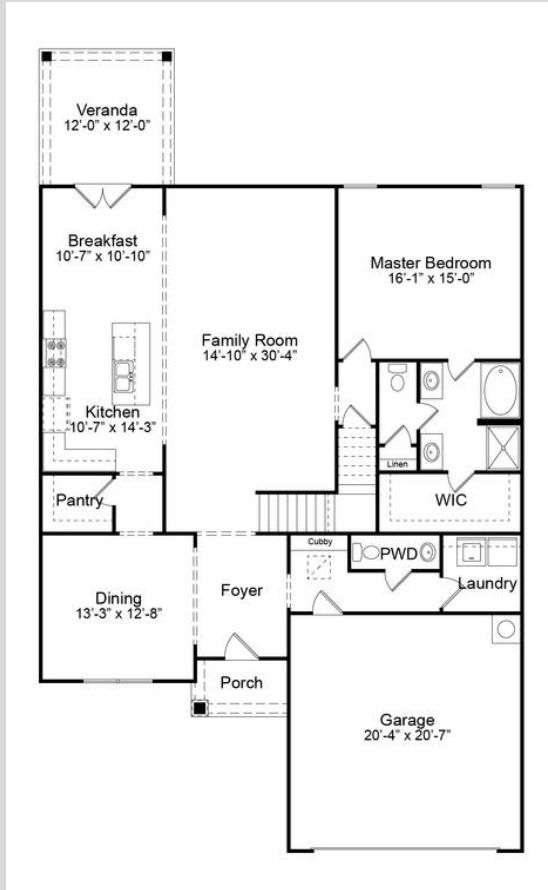 Veranda
12'-0" x 12'-0"
Breakfast
10'-7" x 10'-10"
Master Bedroom
16'-1" x 15'-0"
Family Room
14'-10" x 30'-4"
Kitchen
10'-7" x 14'-3"
Linen
Pantry
WIC
Cubby
PWD
Laundry
Dining
13'-3" x 12'-8"
Foyer
Porch
Garage
20'-4" x 20'-7"